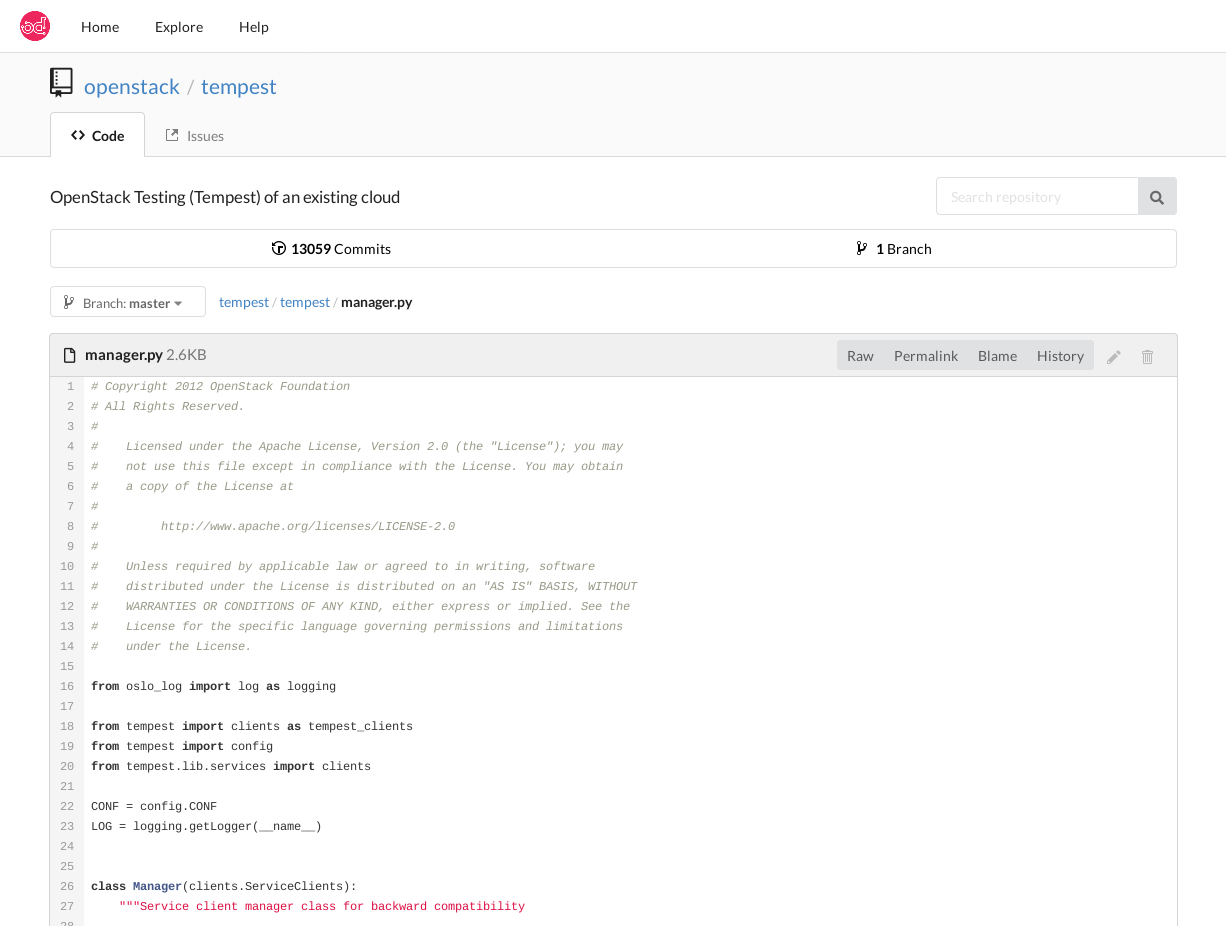 od!
Home Explore Help
openstack / tempest
Code Issues
OpenStack Testing (Tempest) of an existing cloud
Search repository
13059 Commits 1 Branch
Branch: master tempest / tempest / manager.py
manager.py 2.6KB Raw Permalink Blame History
1 # Copyright 2012 OpenStack Foundation
2 # All Rights Reserved.
3 #
4 #    Licensed under the Apache License, Version 2.0 (the "License"); you may
5 #    not use this file except in compliance with the License. You may obtain
6 #    a copy of the License at
7 #
8 #         http://www.apache.org/licenses/LICENSE-2.0
9 #
10 #    Unless required by applicable law or agreed to in writing, software
11 #    distributed under the License is distributed on an "AS IS" BASIS, WITHOUT
12 #    WARRANTIES OR CONDITIONS OF ANY KIND, either express or implied. See the
13 #    License for the specific language governing permissions and limitations
14 #    under the License.
15
16 from oslo_log import log as logging
17
18 from tempest import clients as tempest_clients
19 from tempest import config
20 from tempest.lib.services import clients
21
22 CONF = config.CONF
23 LOG = logging.getLogger(__name__)
24
25
26 class Manager(clients.ServiceClients):
27     """Service client manager class for backward compatibility
28